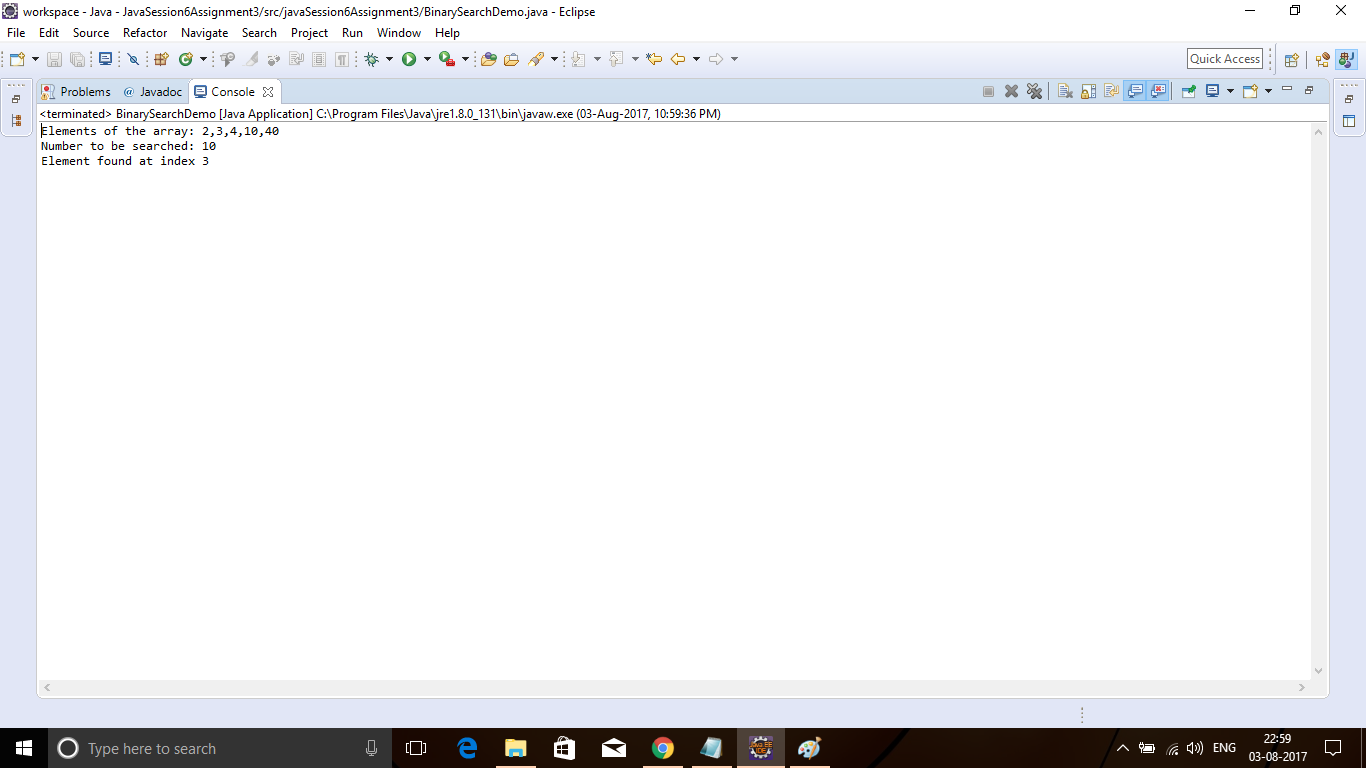 workspace - Java - JavaSession6Assignment3/src/javaSession6Assignment3/BinarySearchDemo.java - Eclipse
File Edit Source Refactor Navigate Search Project Run Window Help
Quick Access
Problems @ Javadoc Console
<terminated> BinarySearchDemo [Java Application] C:\Program Files\Java\jre1.8.0_131\bin\javaw.exe (03-Aug-2017, 10:59:36 PM)
Elements of the array: 2,3,4,10,40
Number to be searched: 10
Element found at index 3
Type here to search
Java EE
IDE
ENG
22:59
03-08-2017